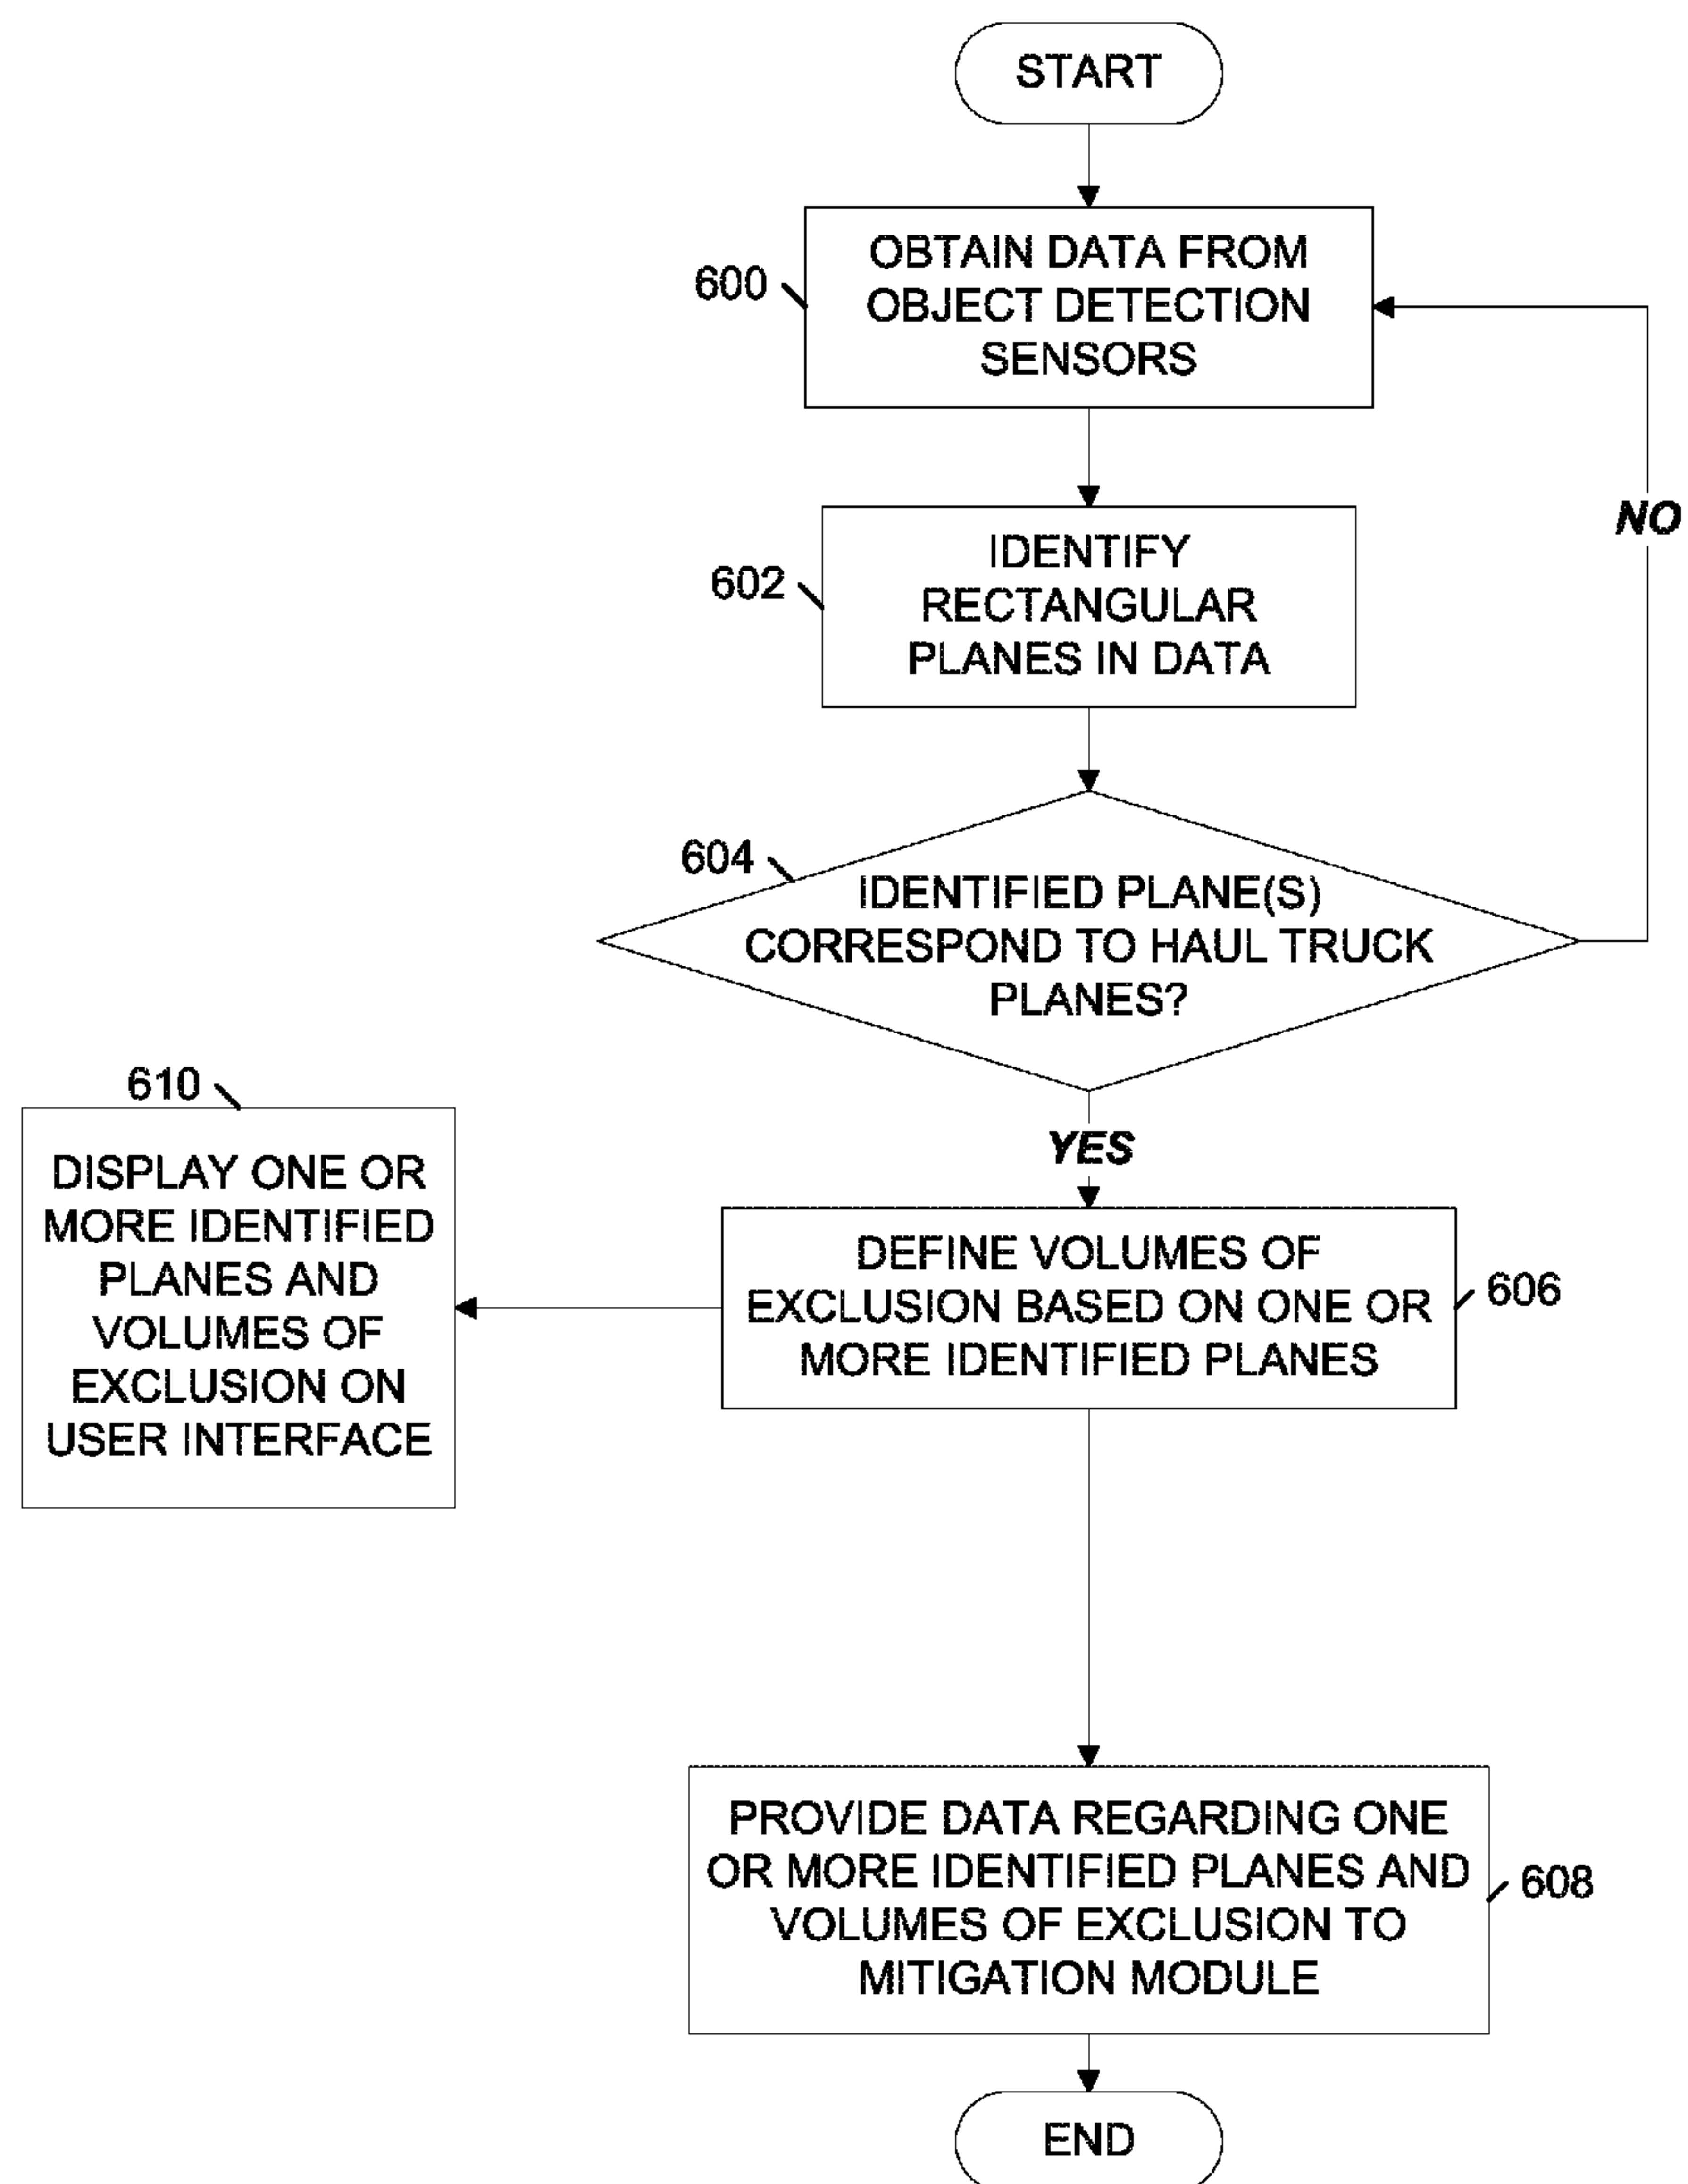 START
600
OBTAIN DATA FROM
OBJECT DETECTION
SENSORS
NO
602
IDENTIFY
RECTANGULAR
PLANES IN DATA
604
IDENTIFIED PLANE(S)
CORRESPOND TO HAUL TRUCK
PLANES?
YES
610
DISPLAY ONE OR
MORE IDENTIFIED
PLANES AND
VOLUMES OF
EXCLUSION ON
USER INTERFACE
DEFINE VOLUMES OF
EXCLUSION BASED ON ONE OR
MORE IDENTIFIED PLANES
606
PROVIDE DATA REGARDING ONE
OR MORE IDENTIFIED PLANES AND
VOLUMES OF EXCLUSION TO
MITIGATION MODULE
608
END